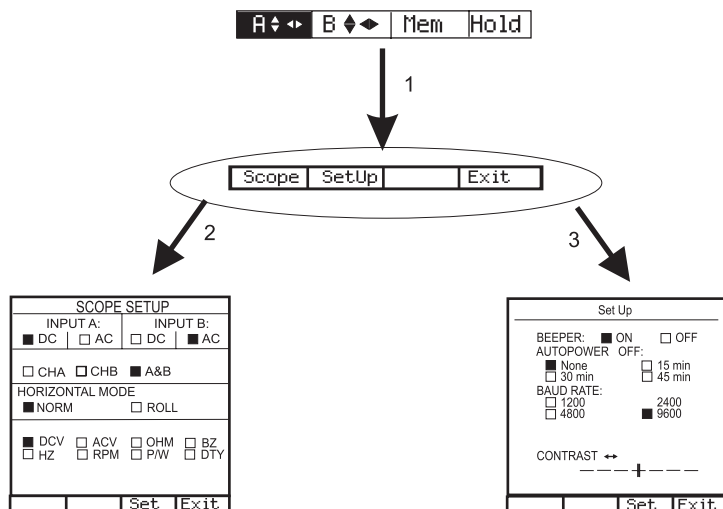 A B Mem Hold
1
Scope SetUp Exit
2 3
SCOPE SETUP
INPUT A: INPUT B:
DC AC DC AC
CHA CHB A&B
HORIZONTAL MODE
NORM ROLL
DCV ACV OHM BZ
HZ RPM P/W DTY
Set Exit
Set Up
BEEPER: ON OFF
AUTOPOWER OFF:
None 15 min
30 min 45 min
BAUD RATE:
1200 2400
4800 9600
CONTRAST
Set Exit